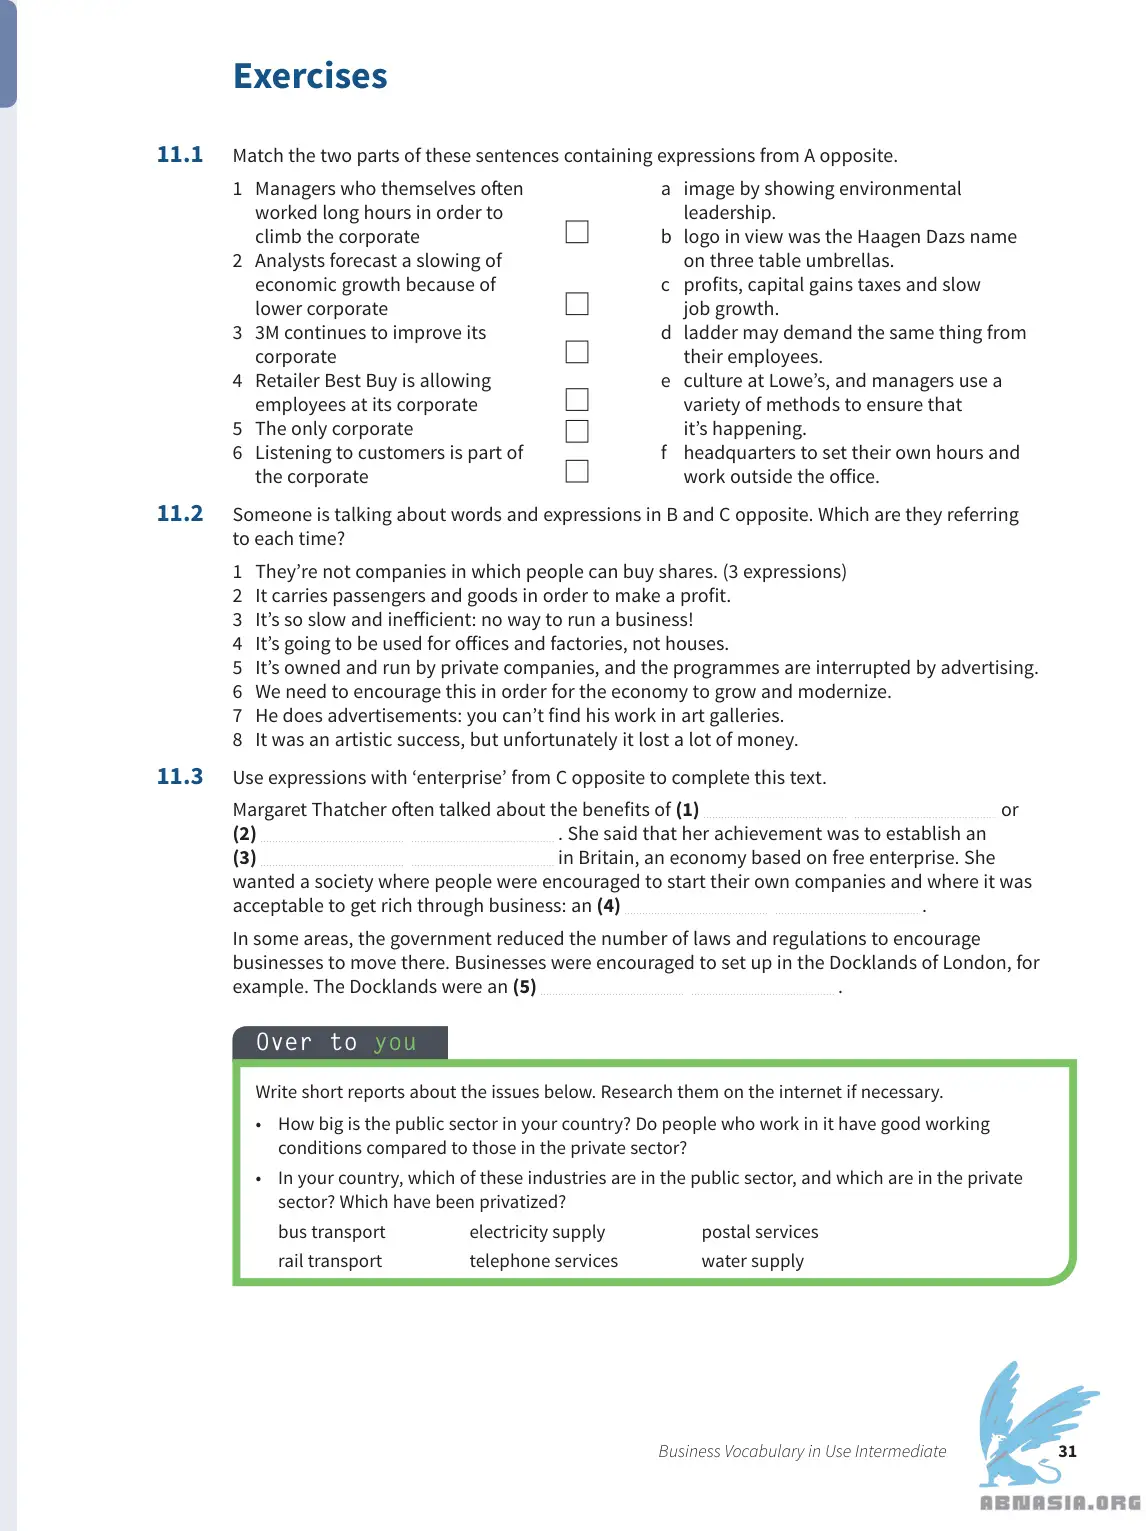 Exercises
11.1 Match the two parts of these sentences containing expressions from A opposite.
1 Managers who themselves often
worked long hours in order to
climb the corporate
2 Analysts forecast a slowing of
economic growth because of
lower corporate
3 3M continues to improve its
corporate
4 Retailer Best Buy is allowing
employees at its corporate
5 The only corporate
6 Listening to customers is part of
the corporate
a image by showing environmental
leadership.
b logo in view was the Haagen Dazs name
on three table umbrellas.
c profits, capital gains taxes and slow
job growth.
d ladder may demand the same thing from
their employees.
e culture at Lowe's, and managers use a
variety of methods to ensure that
it's happening.
f headquarters to set their own hours and
work outside the office.
11.2 Someone is talking about words and expressions in B and C opposite. Which are they referring
to each time?
1 They're not companies in which people can buy shares. (3 expressions)
2 It carries passengers and goods in order to make a profit.
3 It's so slow and inefficient: no way to run a business!
4 It's going to be used for offices and factories, not houses.
5 It's owned and run by private companies, and the programmes are interrupted by advertising.
6 We need to encourage this in order for the economy to grow and modernize.
7 He does advertisements: you can't find his work in art galleries.
8 It was an artistic success, but unfortunately it lost a lot of money.
11.3 Use expressions with 'enterprise' from C opposite to complete this text.
Margaret Thatcher often talked about the benefits of (1) or
(2) . She said that her achievement was to establish an
(3) in Britain, an economy based on free enterprise. She
wanted a society where people were encouraged to start their own companies and where it was
acceptable to get rich through business: an (4) .
In some areas, the government reduced the number of laws and regulations to encourage
businesses to move there. Businesses were encouraged to set up in the Docklands of London, for
example. The Docklands were an (5) .
Over to you
Write short reports about the issues below. Research them on the internet if necessary.
• How big is the public sector in your country? Do people who work in it have good working
conditions compared to those in the private sector?
• In your country, which of these industries are in the public sector, and which are in the private
sector? Which have been privatized?
bus transport electricity supply postal services
rail transport telephone services water supply
Business Vocabulary in Use Intermediate 31
ABNASIA.ORG